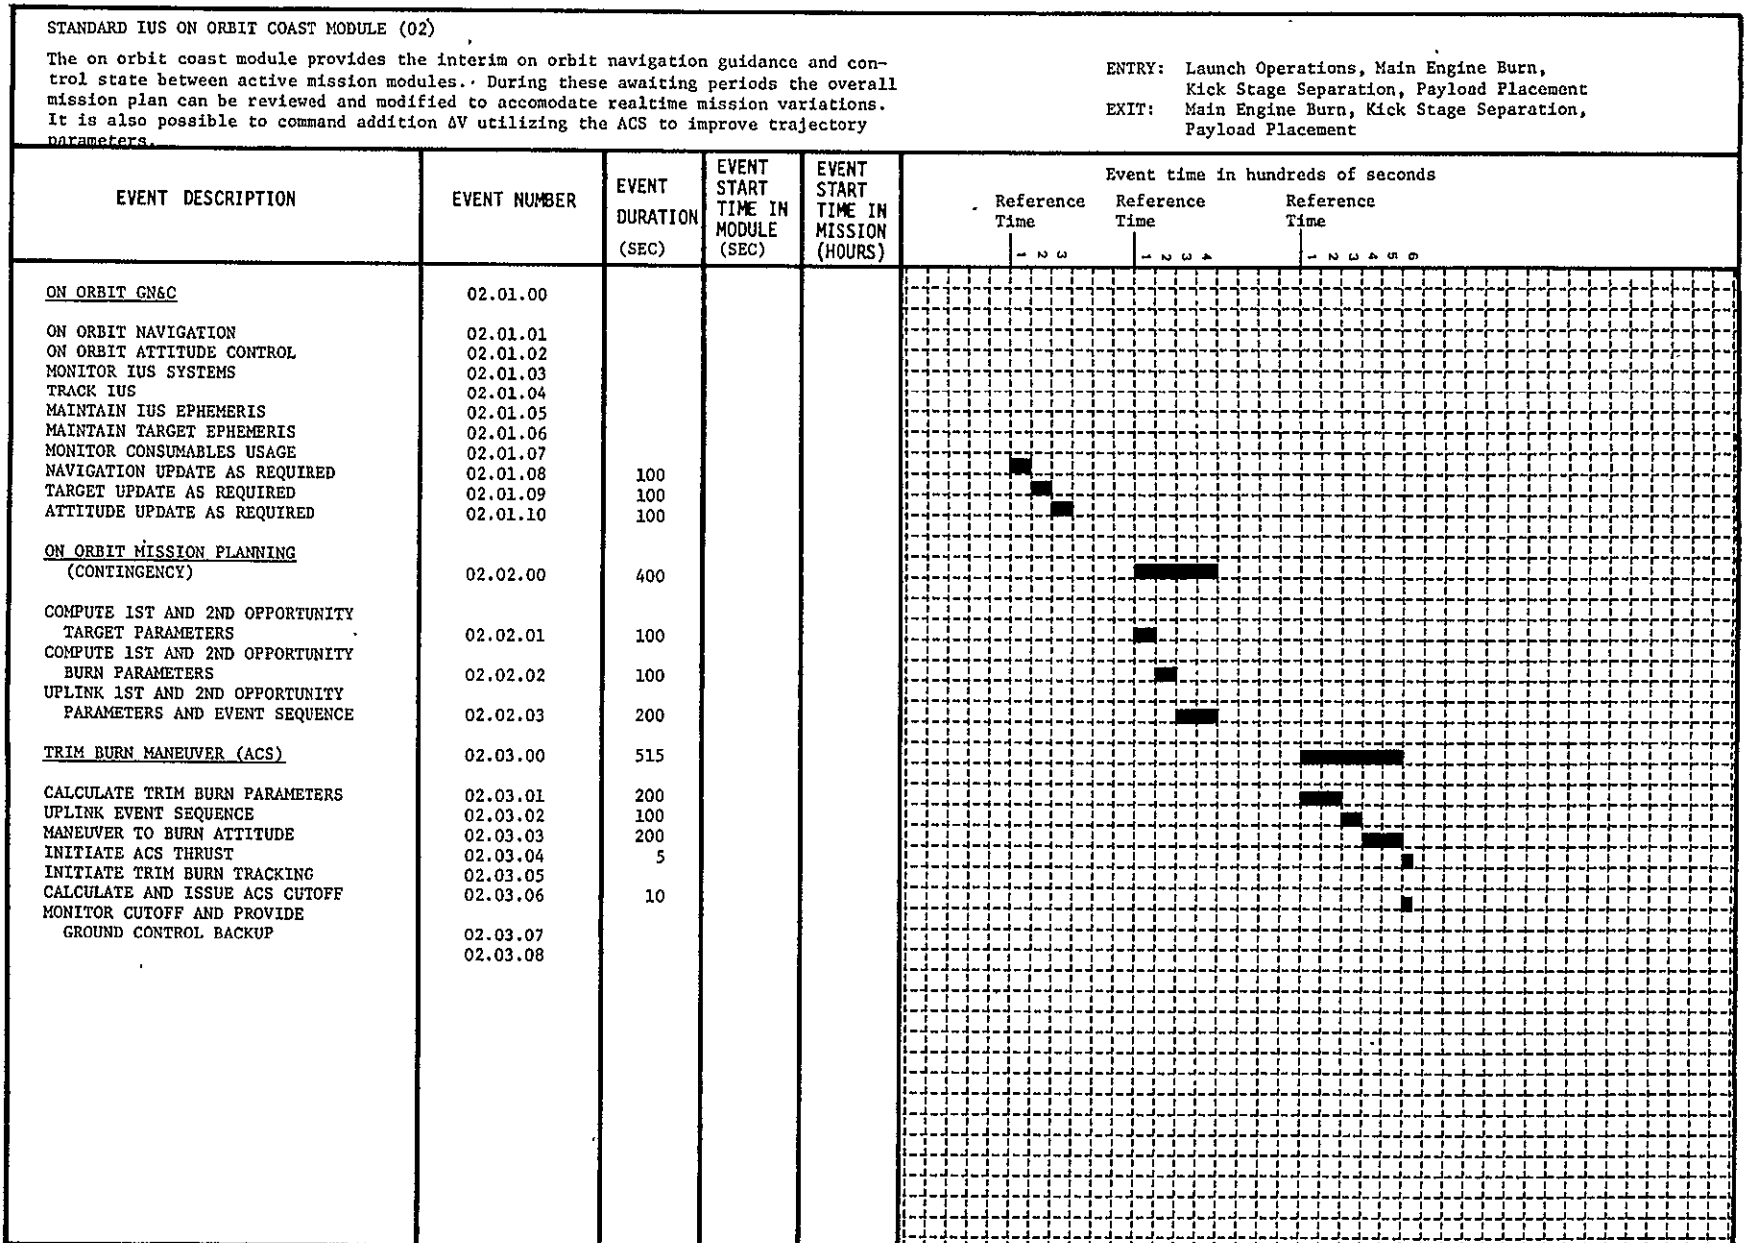 STANDARD IUS ON ORBIT COAST MODULE (02)
The on orbit coast module provides the interim on orbit navigation guidance and con-
trol state between active mission modules. During these awaiting periods the overall
mission plan can be reviewed and modified to accomodate realtime mission variations.
It is also possible to command addition ΔV utilizing the ACS to improve trajectory
parameters.
ENTRY: Launch Operations, Main Engine Burn,
Kick Stage Separation, Payload Placement
EXIT: Main Engine Burn, Kick Stage Separation,
Payload Placement
EVENT DESCRIPTION
EVENT NUMBER
EVENT
DURATION
(SEC)
EVENT
START
TIME IN
MODULE
(SEC)
EVENT
START
TIME IN
MISSION
(HOURS)
Event time in hundreds of seconds
Reference Reference Reference
Time Time Time
1 2 3 1 2 3 4 1 2 3 4 5 6
ON ORBIT GN&C 02.01.00
ON ORBIT NAVIGATION 02.01.01
ON ORBIT ATTITUDE CONTROL 02.01.02
MONITOR IUS SYSTEMS 02.01.03
TRACK IUS 02.01.04
MAINTAIN IUS EPHEMERIS 02.01.05
MAINTAIN TARGET EPHEMERIS 02.01.06
MONITOR CONSUMABLES USAGE 02.01.07
NAVIGATION UPDATE AS REQUIRED 02.01.08 100
TARGET UPDATE AS REQUIRED 02.01.09 100
ATTITUDE UPDATE AS REQUIRED 02.01.10 100
ON ORBIT MISSION PLANNING
(CONTINGENCY) 02.02.00 400
COMPUTE 1ST AND 2ND OPPORTUNITY
TARGET PARAMETERS 02.02.01 100
COMPUTE 1ST AND 2ND OPPORTUNITY
BURN PARAMETERS 02.02.02 100
UPLINK 1ST AND 2ND OPPORTUNITY
PARAMETERS AND EVENT SEQUENCE 02.02.03 200
TRIM BURN MANEUVER (ACS) 02.03.00 515
CALCULATE TRIM BURN PARAMETERS 02.03.01 200
UPLINK EVENT SEQUENCE 02.03.02 100
MANEUVER TO BURN ATTITUDE 02.03.03 200
INITIATE ACS THRUST 02.03.04 5
INITIATE TRIM BURN TRACKING 02.03.05
CALCULATE AND ISSUE ACS CUTOFF 02.03.06 10
MONITOR CUTOFF AND PROVIDE
GROUND CONTROL BACKUP 02.03.07
02.03.08